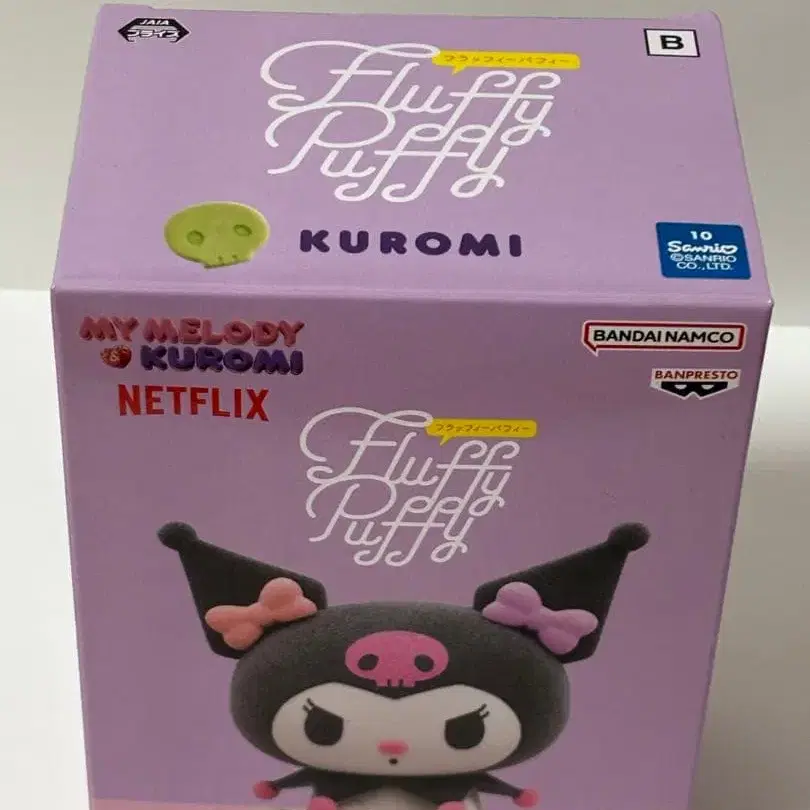 JAIA
プライズ
フラッフィーパフィー
B
Fluffy
Puffy
KUROMI
10
Sanrio
©SANRIO
CO., LTD.
MY MELODY
& KUROMI
NETFLIX
BANDAI NAMCO
BANPRESTO
フラッフィーパフィー
Fluffy
Puffy